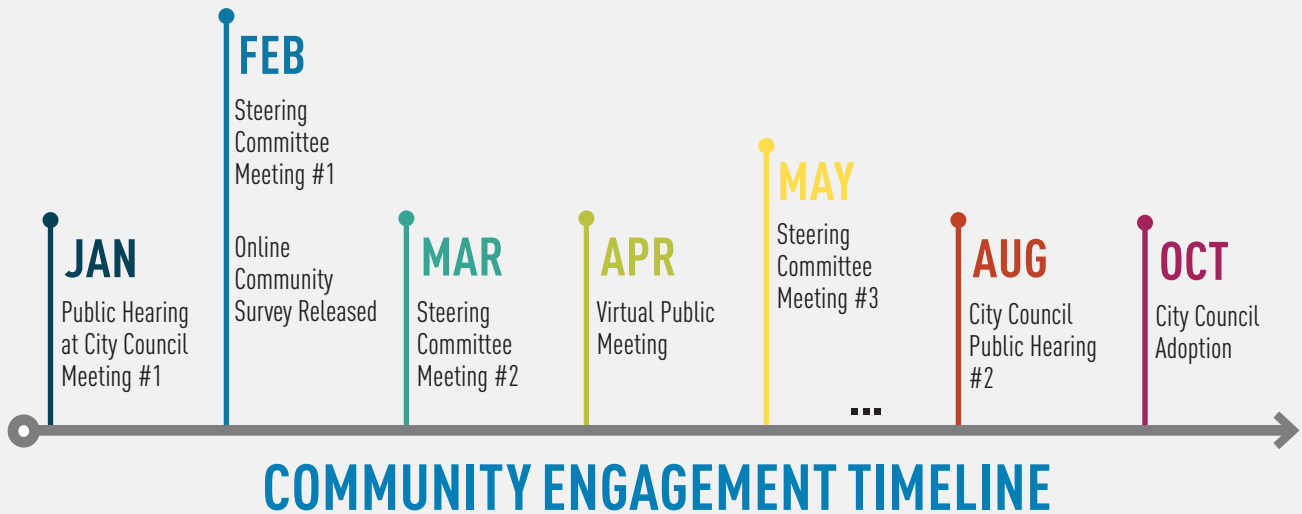 JAN
Public Hearing
at City Council
Meeting #1
FEB
Steering
Committee
Meeting #1
Online
Community
Survey Released
MAR
Steering
Committee
Meeting #2
APR
Virtual Public
Meeting
MAY
Steering
Committee
Meeting #3
...
AUG
City Council
Public Hearing
#2
OCT
City Council
Adoption
COMMUNITY ENGAGEMENT TIMELINE